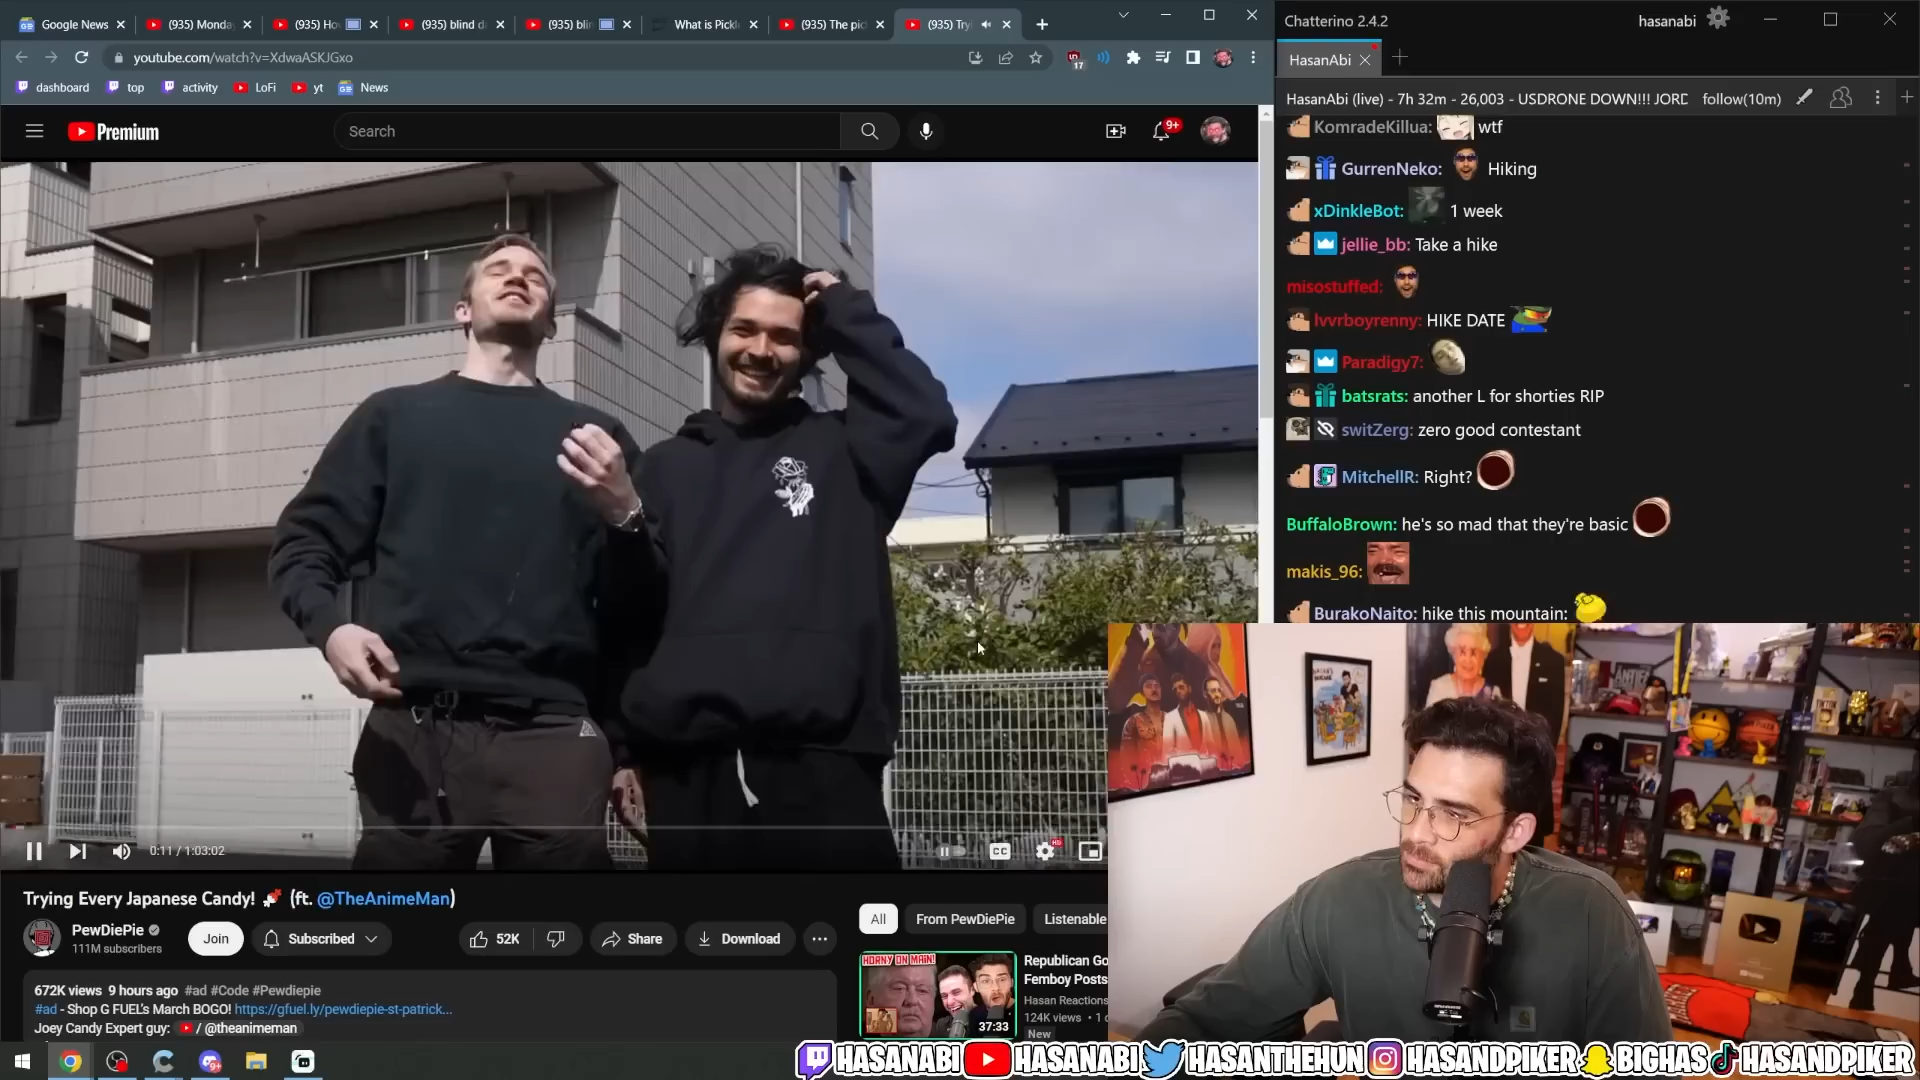 Google News
(935) Monda
(935) Ho
(935) blind d
(935) bli
What is Pickl
(935) The pic
(935) Try
youtube.com/watch?v=XdwaASKJGxo
17
dashboard
top
activity
LoFi
yt
News
Premium
Search
9+
0:11 / 1:03:02
CC
HD
Trying Every Japanese Candy! (ft. @TheAnimeMan)
PewDiePie
111M subscribers
Join
Subscribed
52K
Share
Download
672K views 9 hours ago #ad #Code #Pewdiepie
#ad - Shop G FUEL's March BOGO! https://gfuel.ly/pewdiepie-st-patrick...
Joey Candy Expert guy: / @theanimeman
All
From PewDiePie
Listenable
HORNY ON MAIN!
37:33
Republican Go
Femboy Posts
Hasan Reactions
124K views • 1
New
Chatterino 2.4.2
hasanabi
HasanAbi
HasanAbi (live) - 7h 32m - 26,003 - USDRONE DOWN!!! JORD
follow(10m)
KomradeKillua: wtf
GurrenNeko: Hiking
xDinkleBot: 1 week
jellie_bb: Take a hike
misostuffed:
lvvrboyrenny: HIKE DATE
Paradigy7:
batsrats: another L for shorties RIP
switZerg: zero good contestant
MitchellR: Right?
BuffaloBrown: he's so mad that they're basic
makis_96:
BurakoNaito: hike this mountain:
HASANABI
HASANABI
HASANTHEHUN
HASANDPIKER
BIGHAS
HASANDPIKER